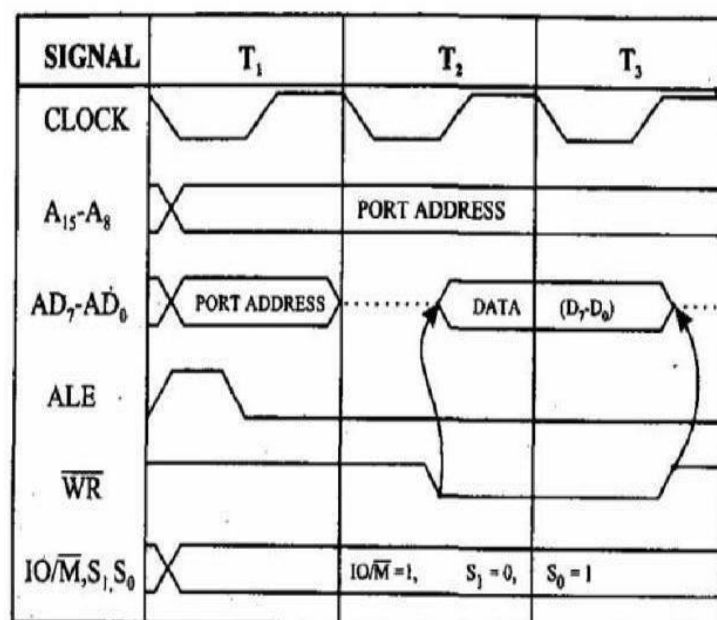 SIGNAL T₁ T₂ T₃
CLOCK
A₁₅-A₈ PORT ADDRESS
AD₇-AD₀ PORT ADDRESS DATA (D₇-D₀)
ALE
W̅R̅
IO/M̅,S₁,S₀ IO/M̅ =1, S₁ = 0, S₀ = 1